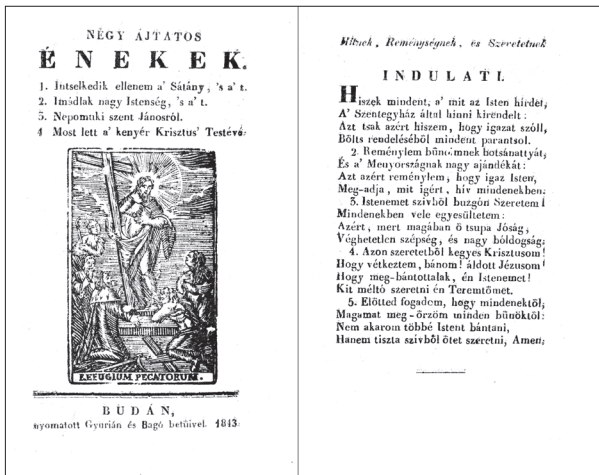 NÉGY ÁJTATOS
ÉNEKEK.
1. Intselkedik ellenem a' Sátány, 's a' t.
2. Imádlak nagy Istenség, 's a' t.
3. Nepomuki szent Jánosról.
4 Most lett a' kenyér Krisztus' Testévé.
REFUGIUM PECATORUM.
BUDÁN,
nyomatott Gyurián és Bagó betűivel. 1843.
Hitnek, Reménységnek, és Szeretetnek
INDULATI.
Hiszek mindent, a' mit az Isten hirdet,
A' Szentegyház által hinni kirendelt:
Azt tsak azért hiszem, hogy igazat szóll,
Bölts rendeléséből mindent parantsol.
2. Reménylem bűnömnek botsánattyát,
És a' Menyországnak nagy ajándékát:
Azt azért reménylem, hogy igaz Isten,
Meg-adja, mit igért, hív mindenekben.
3. Istenemet szivből buzgón Szeretem!
Mindenekben vele egyesültetem:
Azért, mert magában ő tsupa Jóság,
Véghetetlen szépség, és nagy bóldogság.
4. Azon szeretetből kegyes Krisztusom!
Hogy vétkeztem, bánom! áldott Jézusom!
Hogy meg-bántottalak, én Istenemet!
Kit méltó szeretni én Teremtőmet.
5. Előtted fogadom, hogy mindenektől,
Magamat meg-őrzöm minden bűnöktől:
Nem akarom többé Istent bántani,
Hanem tiszta szivből őtet szeretni, Amen.